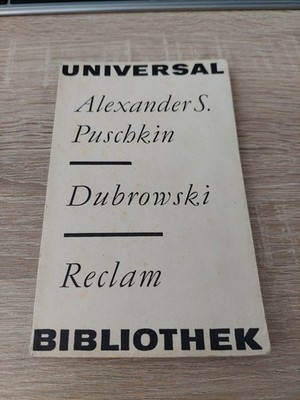 UNIVERSAL
Alexander S.
Puschkin
Dubrowski
Reclam
BIBLIOTHEK